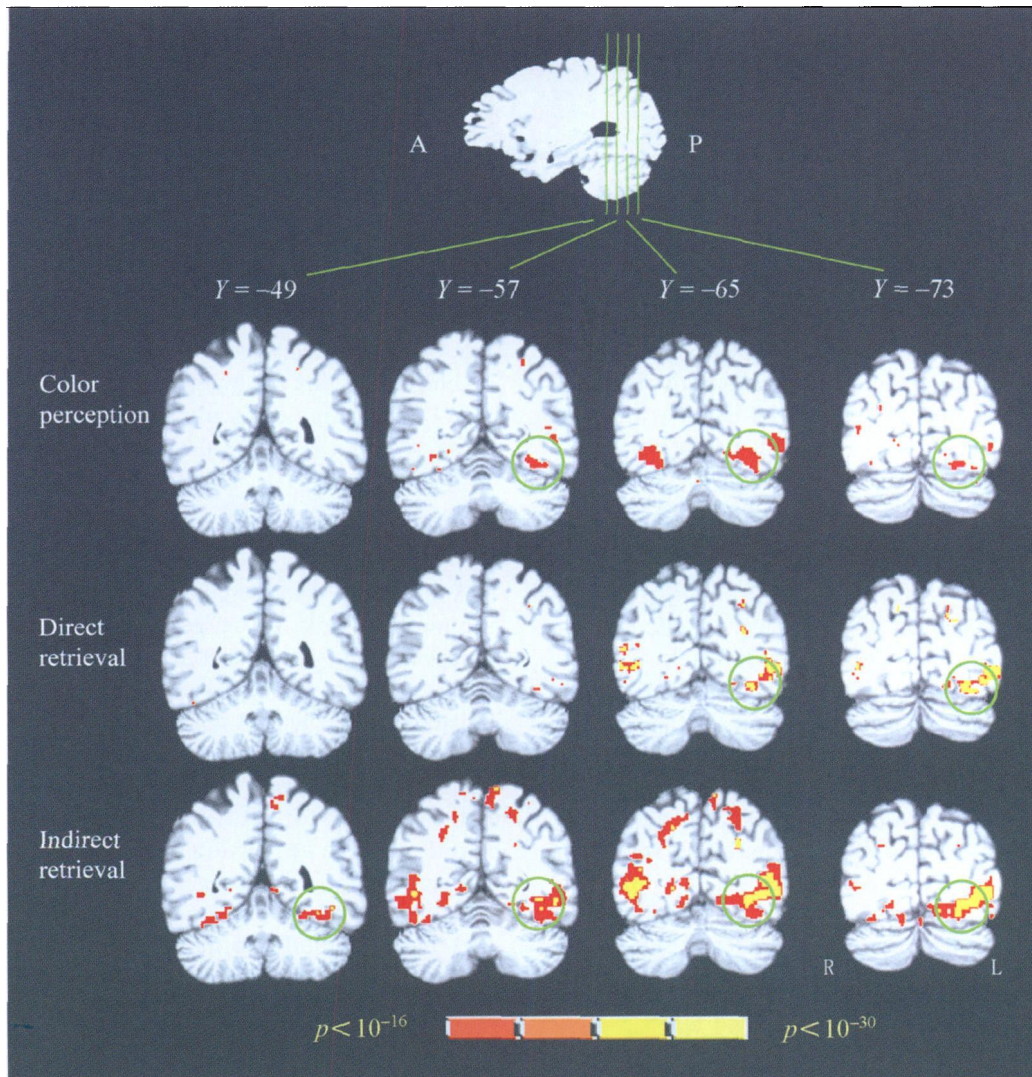 A P
Y = –49 Y = –57 Y = –65 Y = –73
Color
perception
Direct
retrieval
Indirect
retrieval
R L
p < 10⁻¹⁶ p < 10⁻³⁰